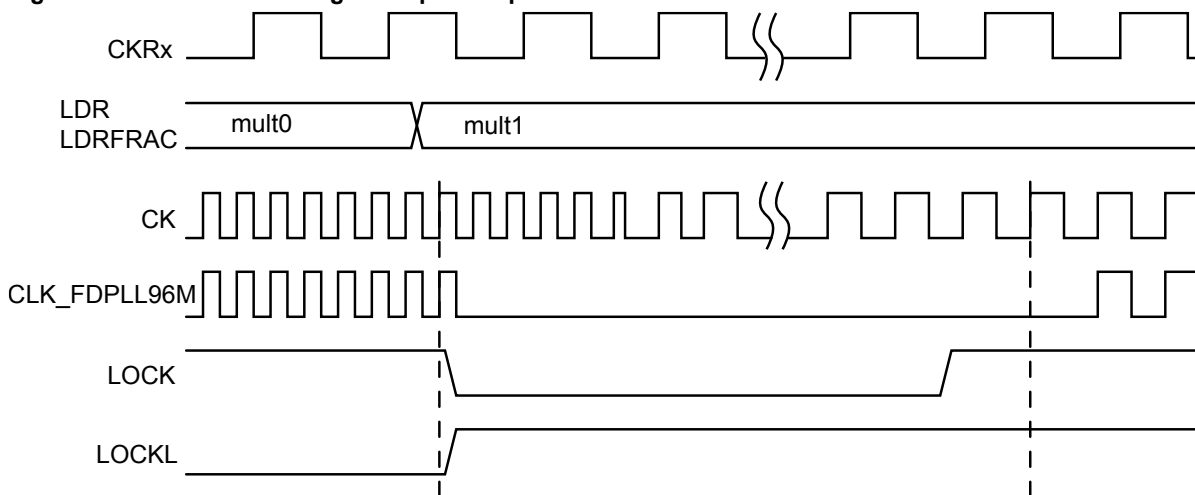 CKRx
LDR
LDRFRAC
mult0
mult1
CK
CLK_FDPLL96M
LOCK
LOCKL